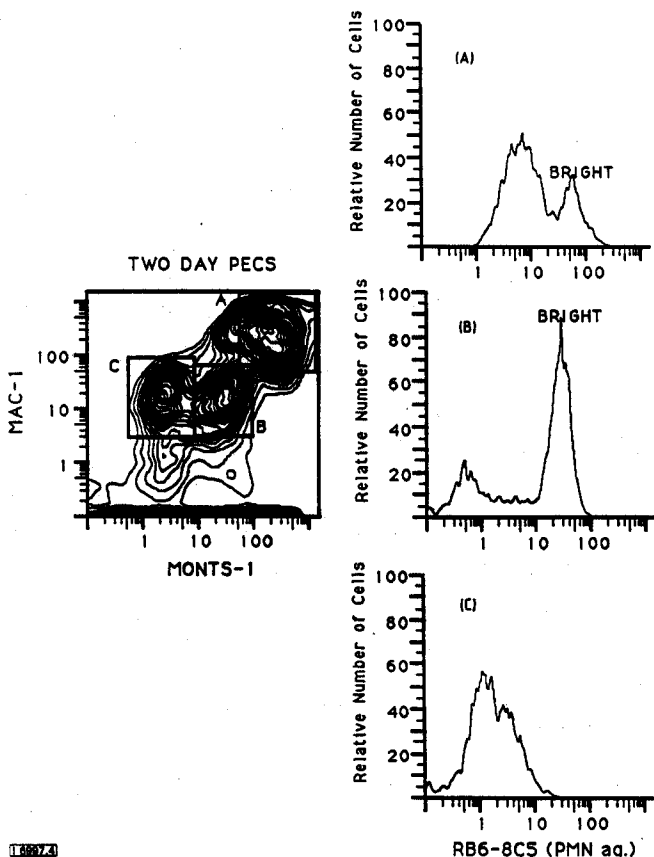 TWO DAY PECS
MAC-1
100
10
1
A
C
B
1 10 100
MONTS-1
Relative Number of Cells
100
80
60
40
20
(A)
BRIGHT
1 10 100
Relative Number of Cells
100
80
60
40
20
(B)
BRIGHT
1 10 100
Relative Number of Cells
100
80
60
40
20
(C)
1 10 100
RB6-8C5 (PMN ag.)